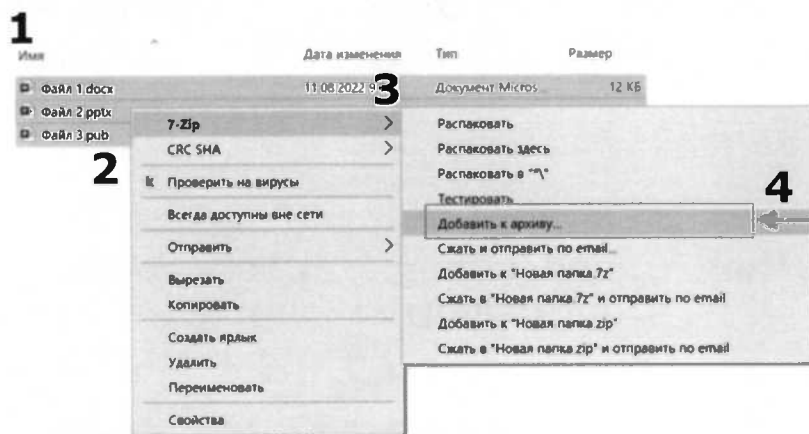 1
Имя Дата изменения Тип Размер
Файл 1.docx 11.08.2022 9 Документ Micros... 12 КБ
3
Файл 2.pptx
Файл 3.pub
2
7-Zip
CRC SHA
Проверить на вирусы
Всегда доступны вне сети
Отправить
Вырезать
Копировать
Создать ярлык
Удалить
Переименовать
Свойства
Распаковать
Распаковать здесь
Распаковать в "*\"
Тестировать
4
Добавить к архиву...
Сжать и отправить по email...
Добавить к "Новая папка.7z"
Сжать в "Новая папка.7z" и отправить по email
Добавить к "Новая папка.zip"
Сжать в "Новая папка.zip" и отправить по email